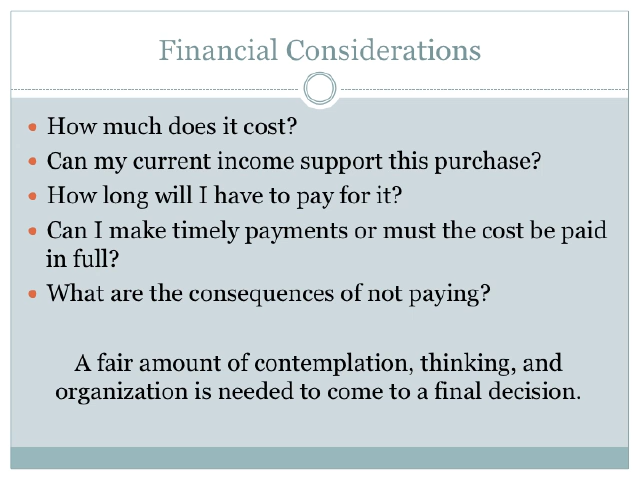 Financial Considerations
• How much does it cost?
• Can my current income support this purchase?
• How long will I have to pay for it?
• Can I make timely payments or must the cost be paid
in full?
• What are the consequences of not paying?
A fair amount of contemplation, thinking, and
organization is needed to come to a final decision.